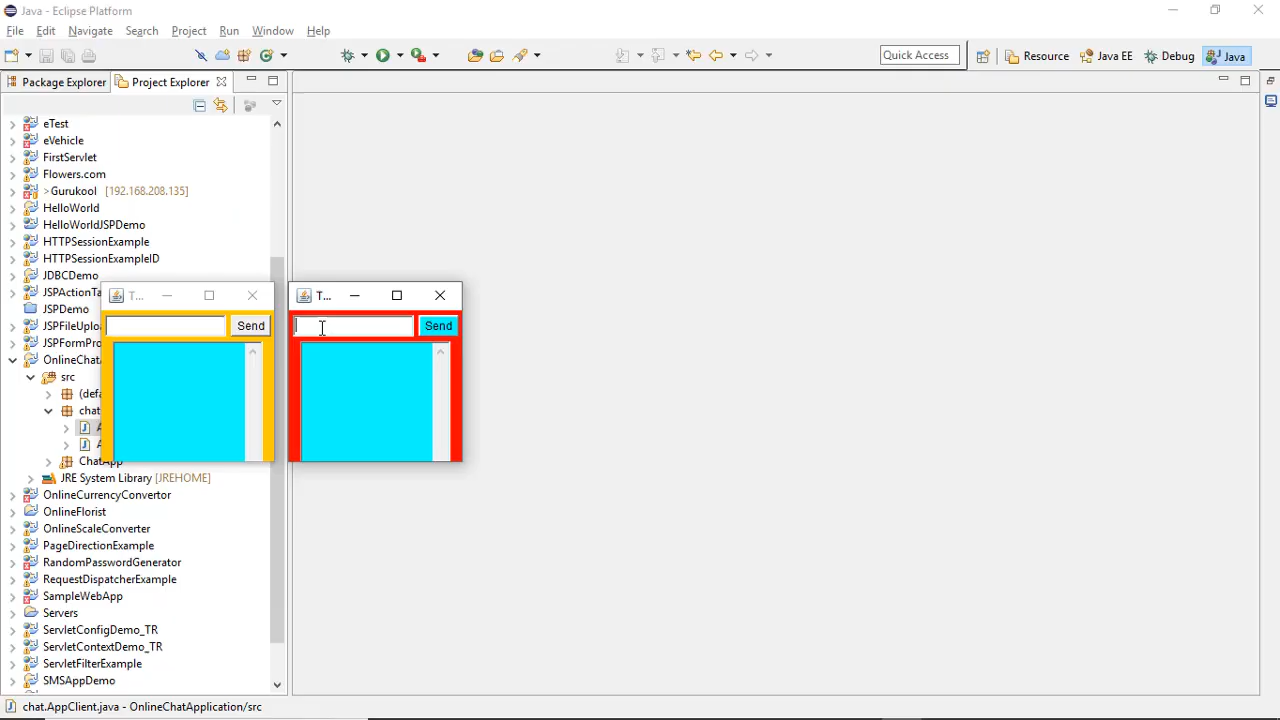 Java - Eclipse Platform
File Edit Navigate Search Project Run Window Help
Quick Access Resource Java EE Debug Java
Package Explorer Project Explorer
eTest
eVehicle
FirstServlet
Flowers.com
>Gurukool [192.168.208.135]
HelloWorld
HelloWorldJSPDemo
HTTPSessionExample
HTTPSessionExampleID
JDBCDemo
JSPActionTa
T... T...
JSPDemo
JSPFileUploa
Send Send
JSPFormPro
OnlineChatA
src
(defa
chat
A
A
ChatApp
JRE System Library [JREHOME]
OnlineCurrencyConvertor
OnlineFlorist
OnlineScaleConverter
PageDirectionExample
RandomPasswordGenerator
RequestDispatcherExample
SampleWebApp
Servers
ServletConfigDemo_TR
ServletContextDemo_TR
ServletFilterExample
SMSAppDemo
chat.AppClient.java - OnlineChatApplication/src